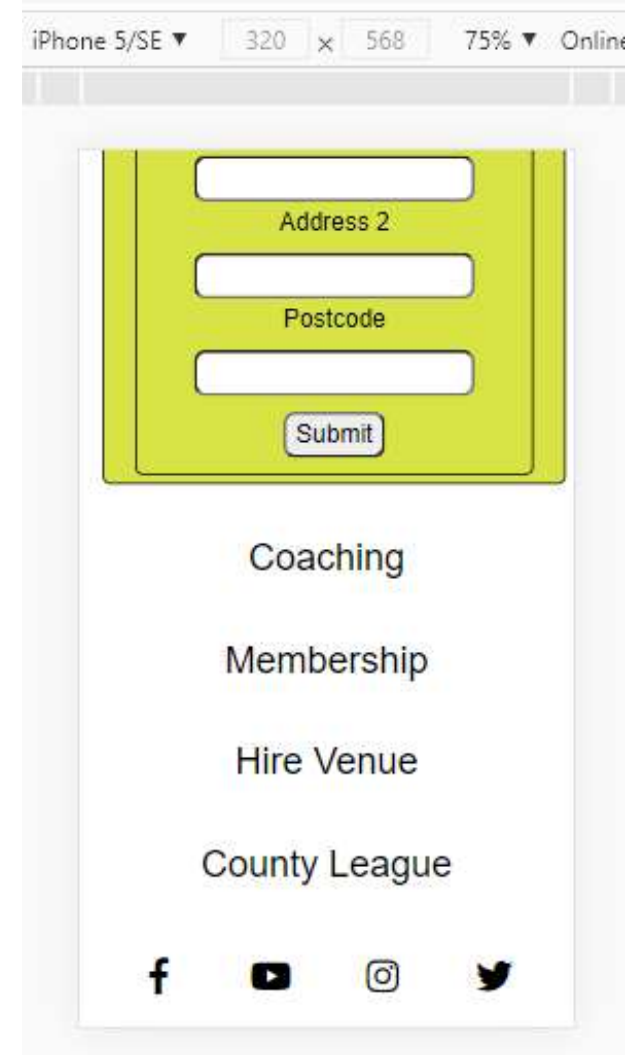 iPhone 5/SE ▼ 320 × 568 75% ▼ Online
Address 2
Postcode
Submit
Coaching
Membership
Hire Venue
County League